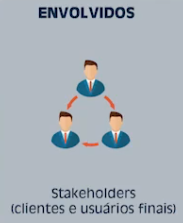 ENVOLVIDOS
Stakeholders
(clientes e usuários finais)